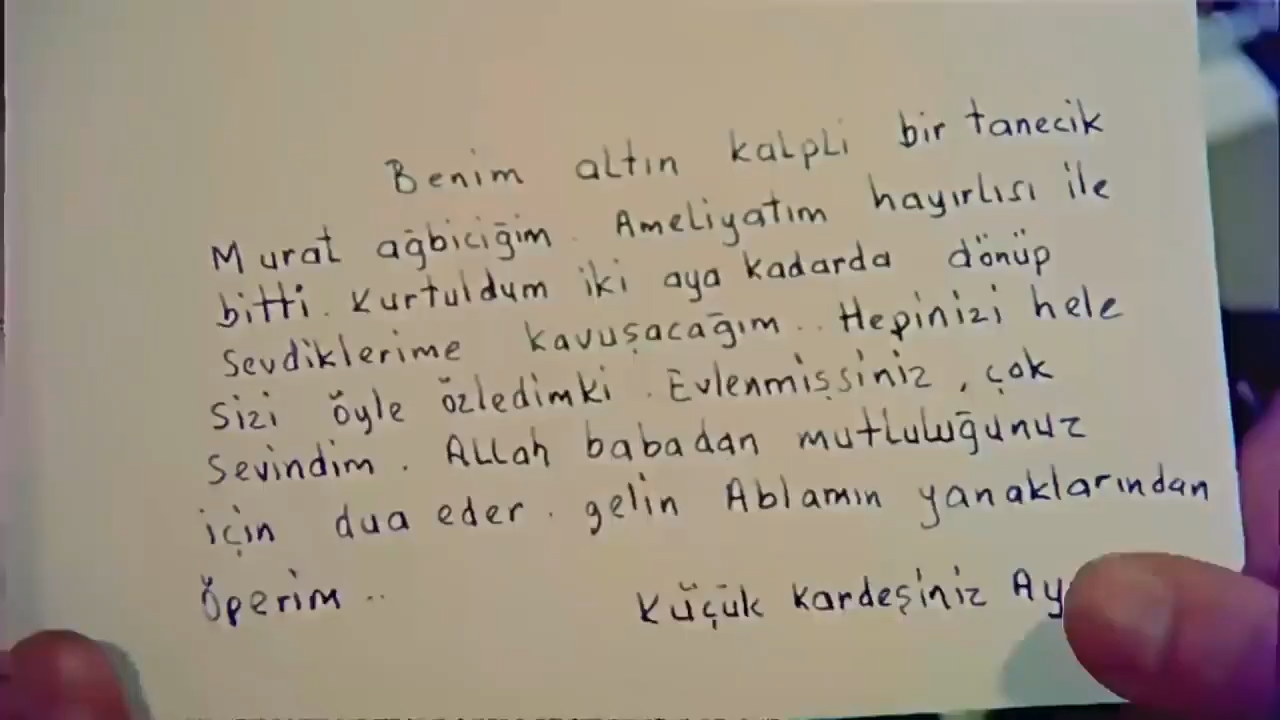 Benim altın kalpli bir tanecik
Murat ağbiciğim. Ameliyatım hayırlısı ile
bitti. Kurtuldum iki aya kadarda dönüp
sevdiklerime kavuşacağım.. Hepinizi hele
sizi öyle özledimki. Evlenmişsiniz, çok
sevindim. Allah babadan mutluluğunuz
için dua eder. gelin Ablamın yanaklarından
öperim..
Küçük kardeşiniz Ay